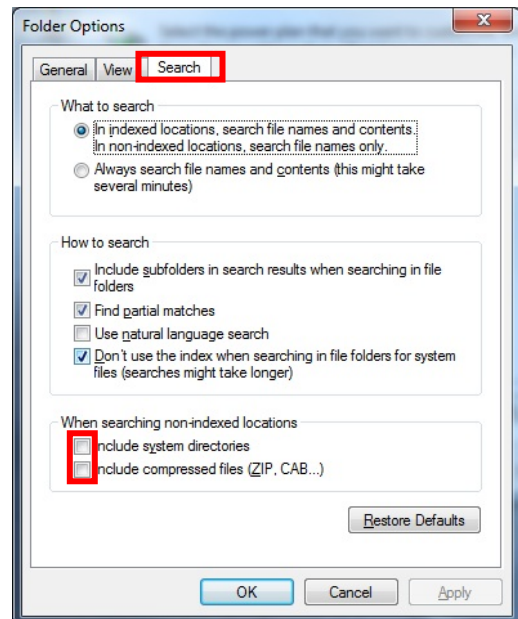 Folder Options
General View Search
What to search
In indexed locations, search file names and contents.
In non-indexed locations, search file names only.
Always search file names and contents (this might take
several minutes)
How to search
Include subfolders in search results when searching in file
folders
Find partial matches
Use natural language search
Don't use the index when searching in file folders for system
files (searches might take longer)
When searching non-indexed locations
Include system directories
Include compressed files (ZIP, CAB...)
Restore Defaults
OK Cancel Apply